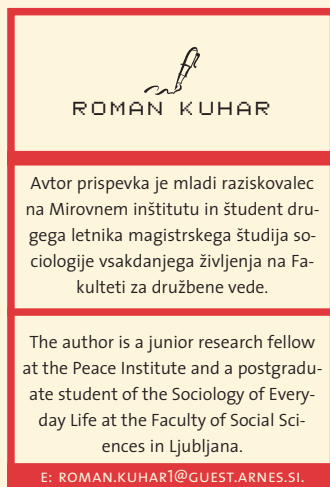 ROMAN KUHAR
Avtor prispevka je mladi raziskovalec
na Mirovnem inštitutu in študent dru-
gega letnika magistrskega študija so-
ciologije vsakdanjega življenja na Fa-
kulteti za družbene vede.
The author is a junior research fellow
at the Peace Institute and a postgradu-
ate student of the Sociology of Every-
day Life at the Faculty of Social Sci-
ences in Ljubljana.
E: ROMAN.KUHAR1@GUEST.ARNES.SI.